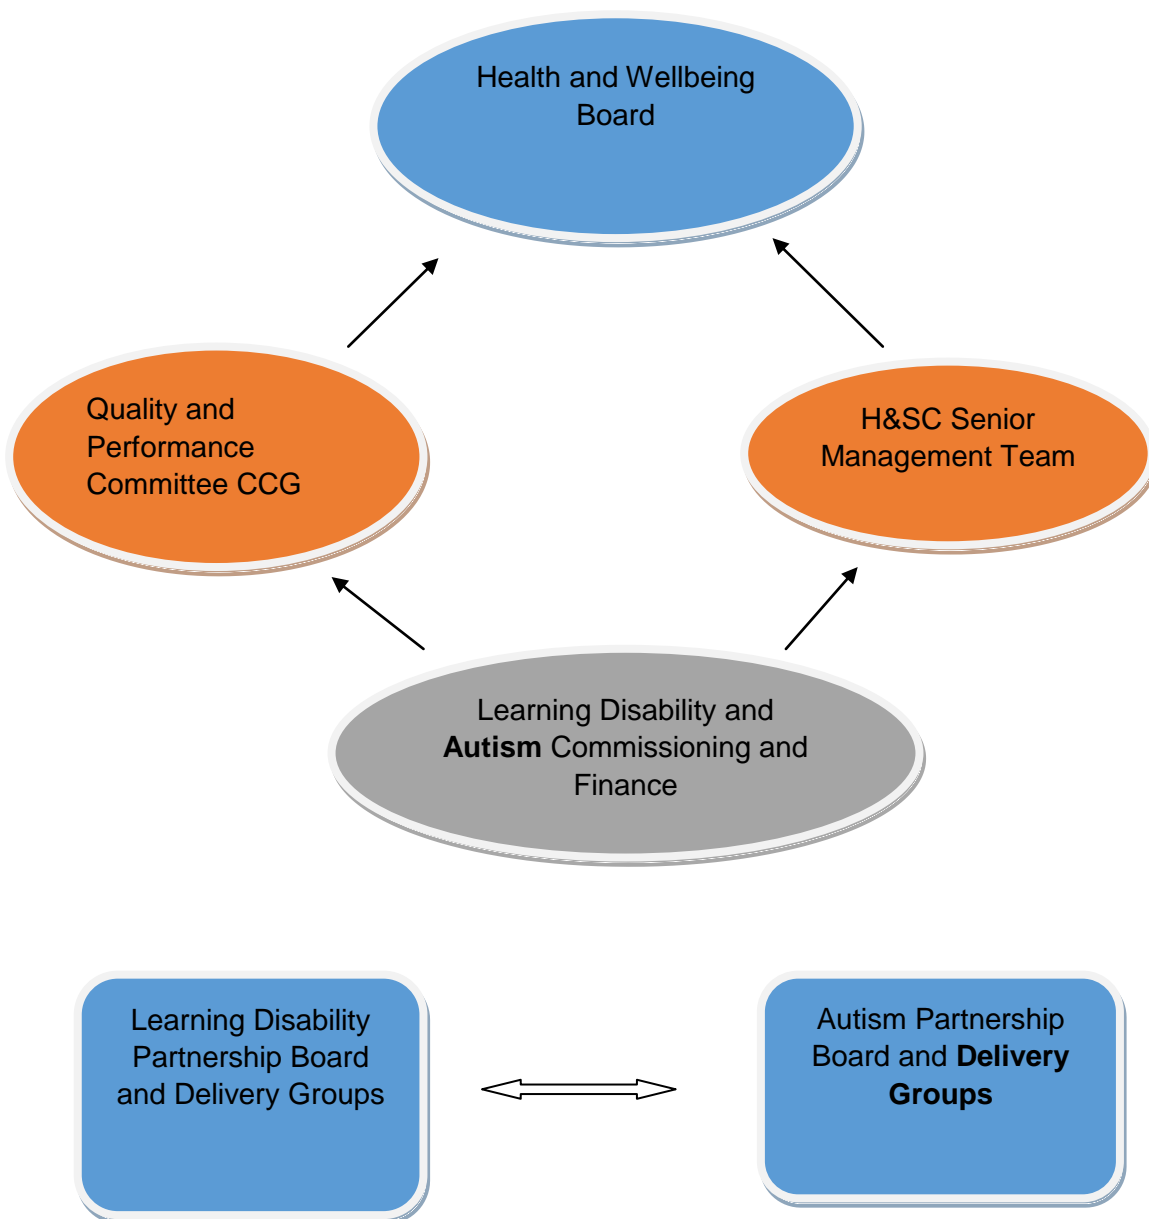 Health and Wellbeing
Board
Quality and
Performance
Committee CCG
H&SC Senior
Management Team
Learning Disability and
Autism Commissioning and
Finance
Learning Disability
Partnership Board
and Delivery Groups
Autism Partnership
Board and Delivery
Groups